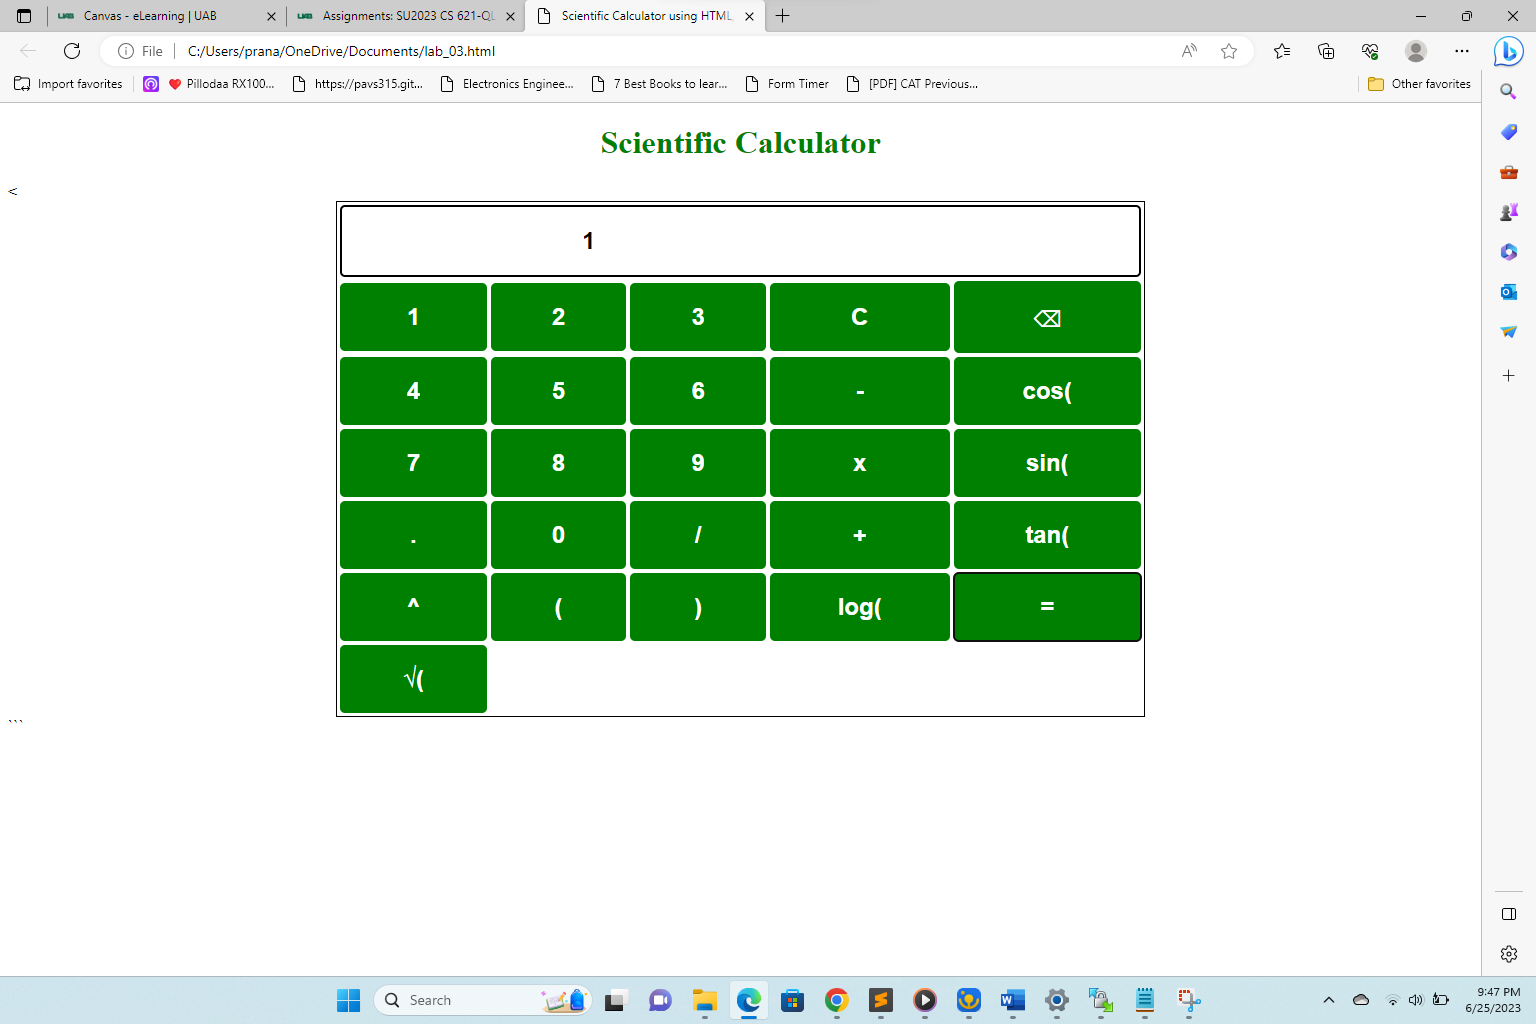 Canvas - eLearning | UAB
Assignments: SU2023 CS 621-QL
Scientific Calculator using HTML,
File
C:/Users/prana/OneDrive/Documents/lab_03.html
Import favorites
Pillodaa RX100...
https://pavs315.git...
Electronics Enginee...
7 Best Books to lear...
Form Timer
[PDF] CAT Previous...
Other favorites
Scientific Calculator
<
1
1 2 3 C ⌫
4 5 6 - cos(
7 8 9 x sin(
. 0 / + tan(
^ ( ) log( =
√(
```
Search
9:47 PM
6/25/2023